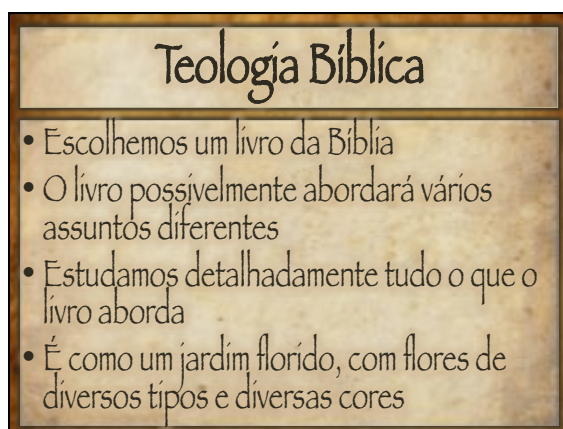 Teologia Bíblica
• Escolhemos um livro da Bíblia
• O livro possivelmente abordará vários
assuntos diferentes
• Estudamos detalhadamente tudo o que o
livro aborda
• É como um jardim florido, com flores de
diversos tipos e diversas cores